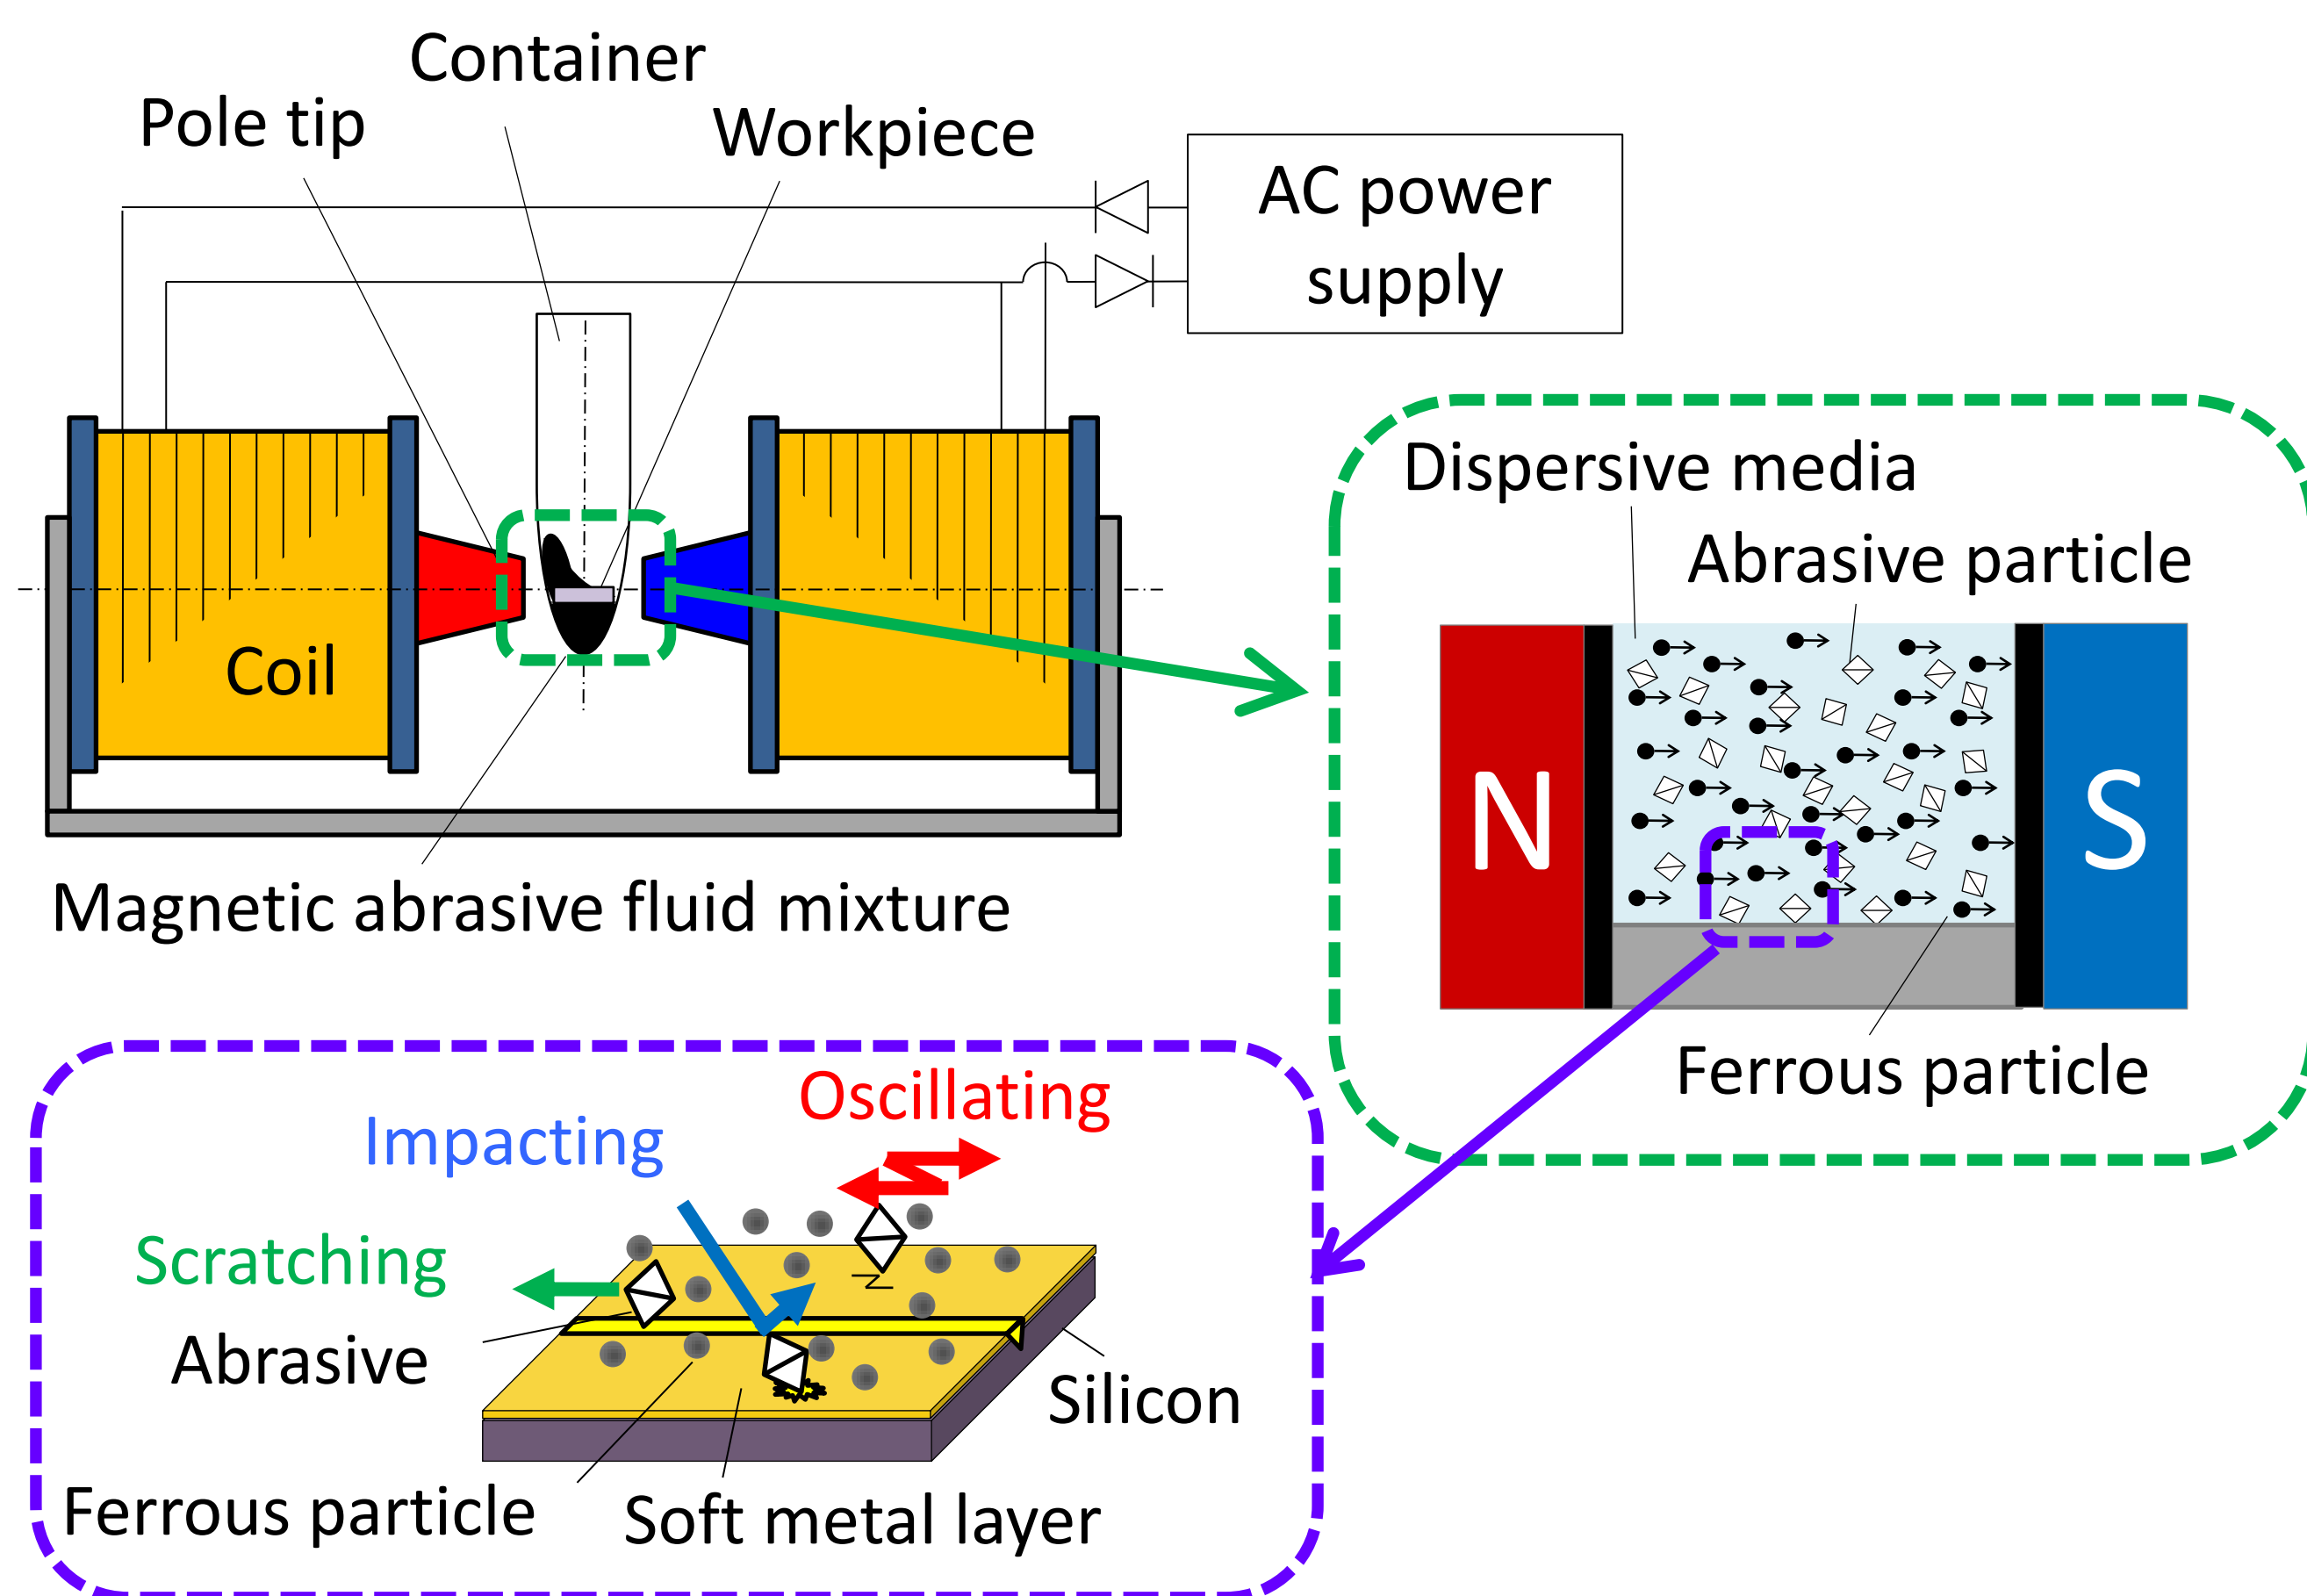 Container
Pole tip
Workpiece
AC power
supply
Coil
Magnetic abrasive fluid mixture
Dispersive media
Abrasive particle
N
S
Ferrous particle
Oscillating
Impacting
Scratching
Abrasive
Silicon
Ferrous particle
Soft metal layer